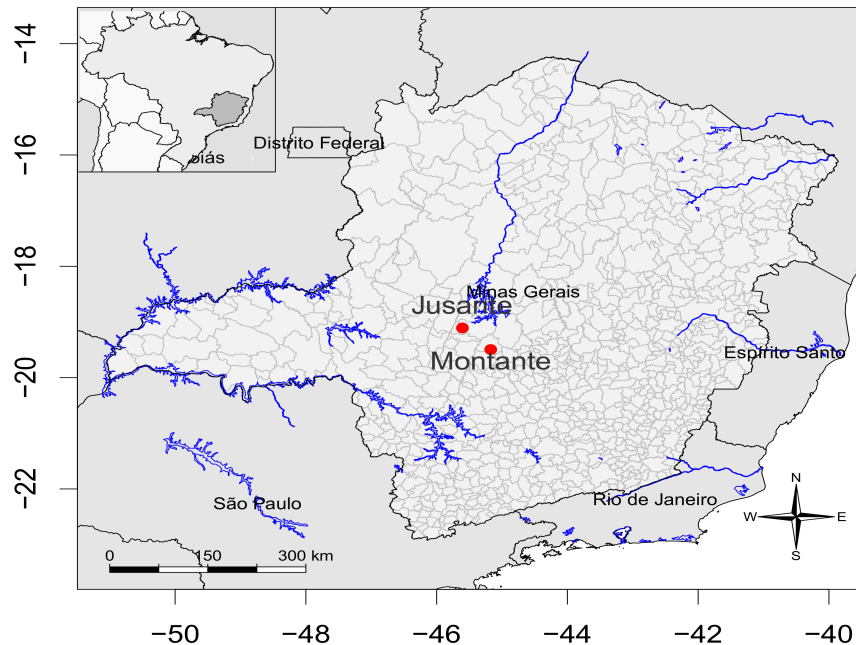 −14
−16
−18
−20
−22
Distrito Federal
oiás
Minas Gerais
Jusante
Montante
Espírito Santo
São Paulo
Rio de Janeiro
N
W
E
S
0
150
300 km
−50
−48
−46
−44
−42
−40